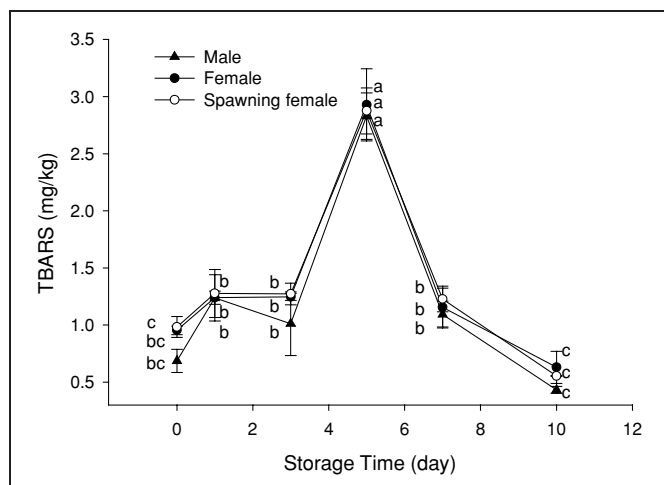 3.5
3.0
2.5
2.0
1.5
1.0
0.5
TBARS (mg/kg)
Male
Female
Spawning female
a
a
a
b
b
b
b
b
b
b
b
b
c
bc
bc
c
c
c
0 2 4 6 8 10 12
Storage Time (day)